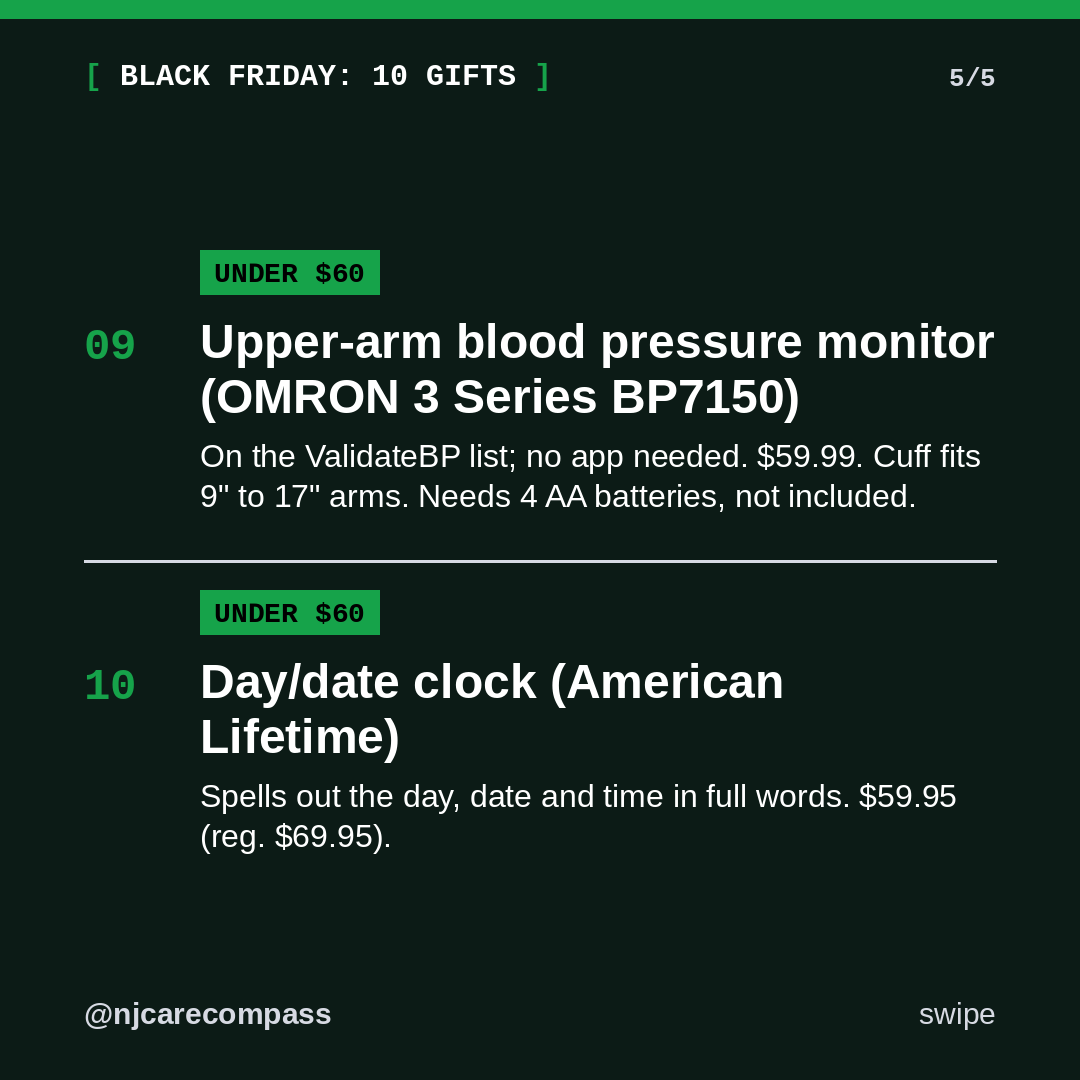 [ BLACK FRIDAY: 10 GIFTS ]
5/5
UNDER $60
09
Upper-arm blood pressure monitor
(OMRON 3 Series BP7150)
On the ValidateBP list; no app needed. $59.99. Cuff fits
9" to 17" arms. Needs 4 AA batteries, not included.
UNDER $60
10
Day/date clock (American
Lifetime)
Spells out the day, date and time in full words. $59.95
(reg. $69.95).
@njcarecompass
swipe